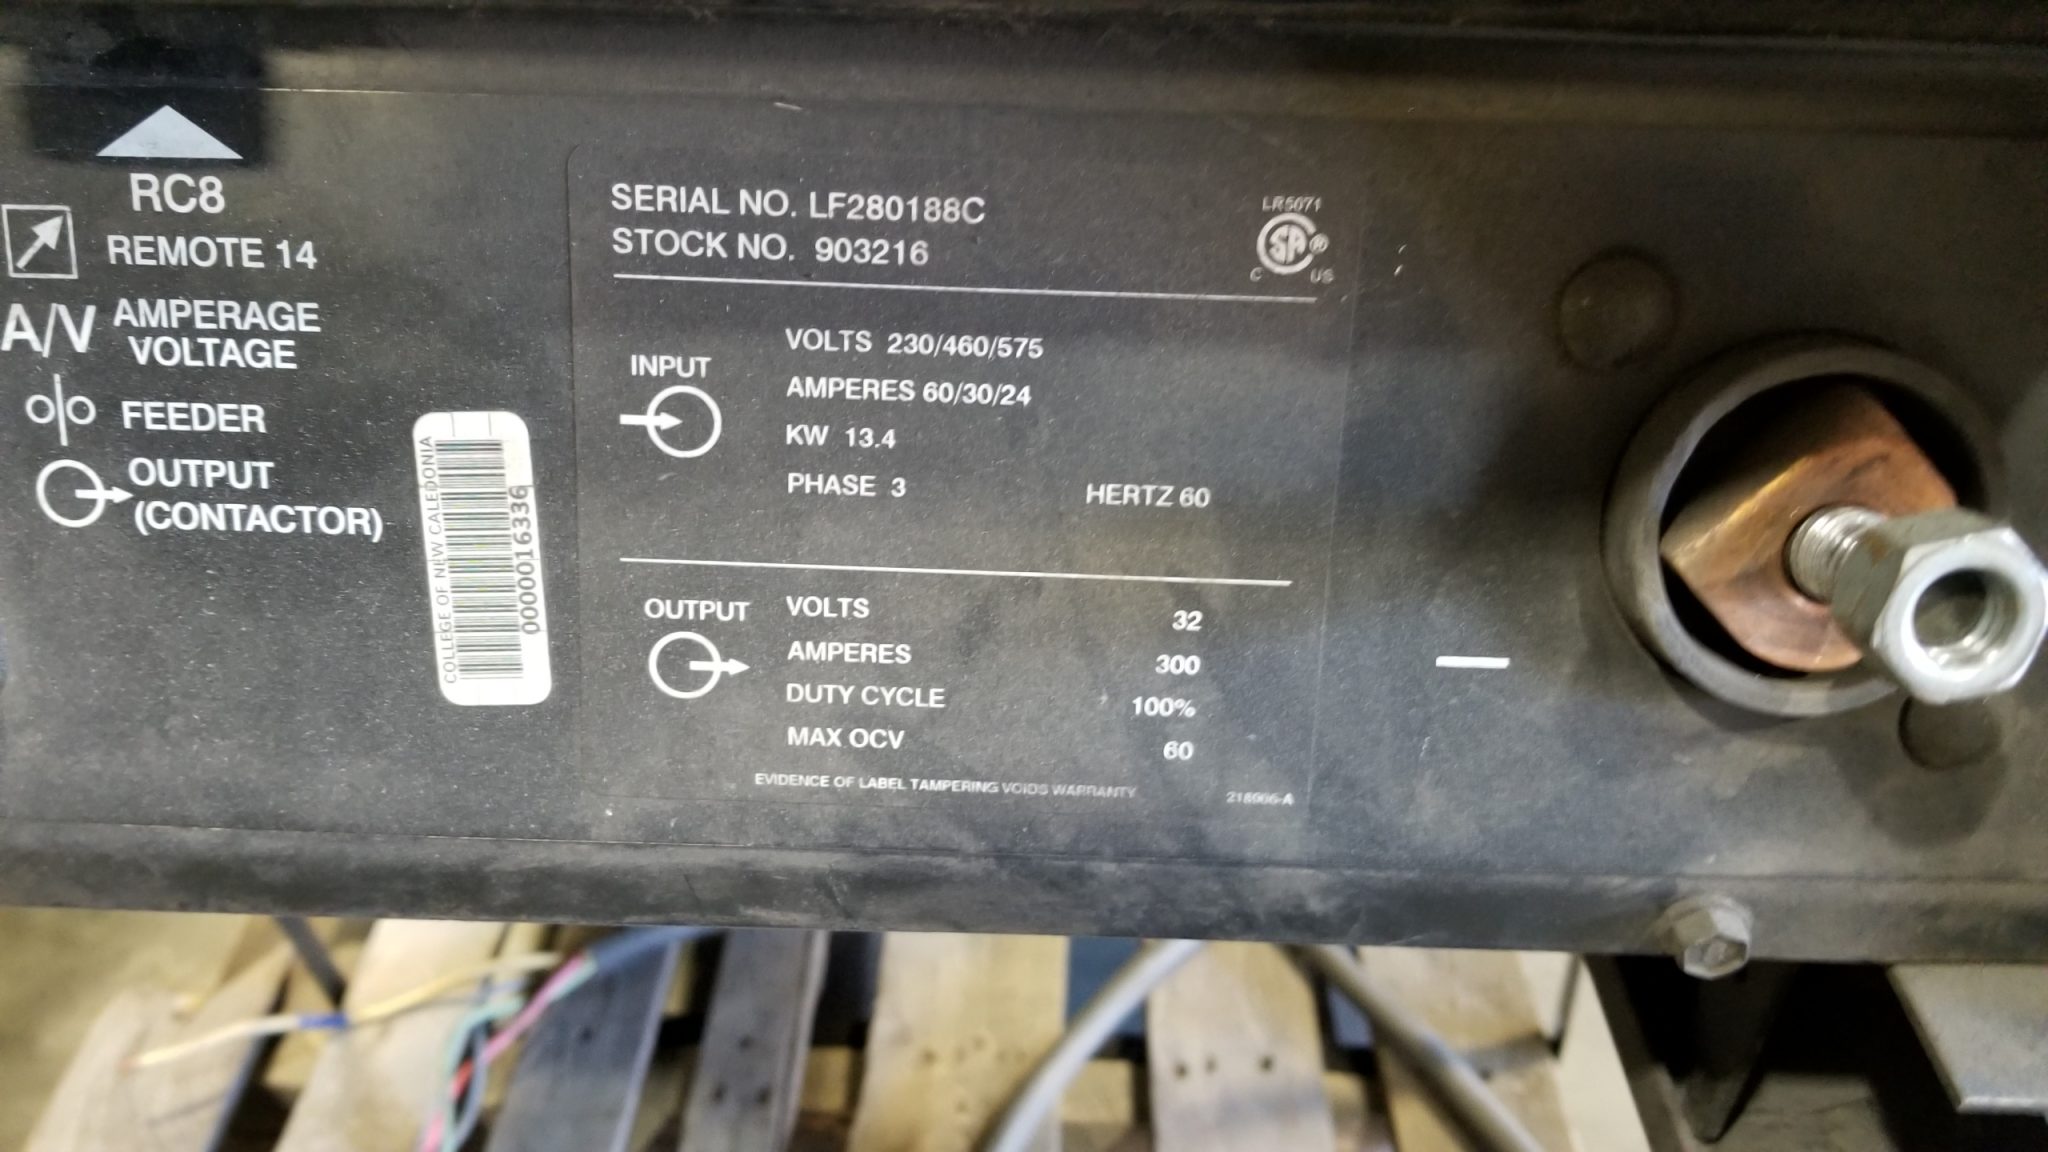 RC8
REMOTE 14
A/V AMPERAGE
VOLTAGE
FEEDER
OUTPUT
(CONTACTOR)
COLLEGE OF NEW CALEDONIA
0000016336
SERIAL NO. LF280188C
STOCK NO. 903216
LR5071
SA®
C US
INPUT
VOLTS 230/460/575
AMPERES 60/30/24
KW 13.4
PHASE 3 HERTZ 60
OUTPUT
VOLTS 32
AMPERES 300
DUTY CYCLE 100%
MAX OCV 60
EVIDENCE OF LABEL TAMPERING VOIDS WARRANTY
218906-A